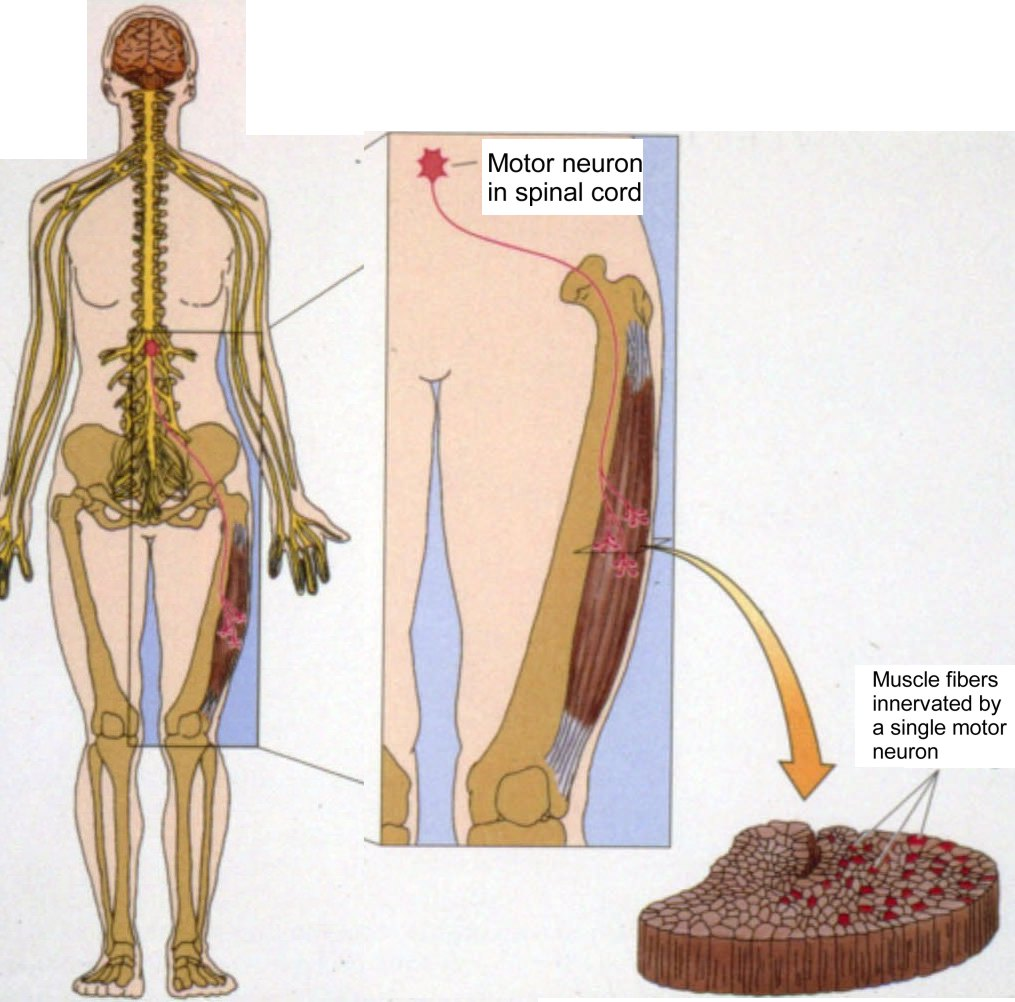 Motor neuron
in spinal cord
Muscle fibers
innervated by
a single motor
neuron